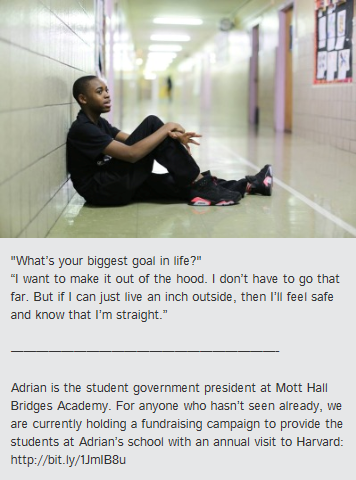 "What's your biggest goal in life?"
“I want to make it out of the hood. I don’t have to go that
far. But if I can just live an inch outside, then I’ll feel safe
and know that I’m straight.”
—————————————————————-
Adrian is the student government president at Mott Hall
Bridges Academy. For anyone who hasn’t seen already, we
are currently holding a fundraising campaign to provide the
students at Adrian’s school with an annual visit to Harvard:
http://bit.ly/1JmIB8u